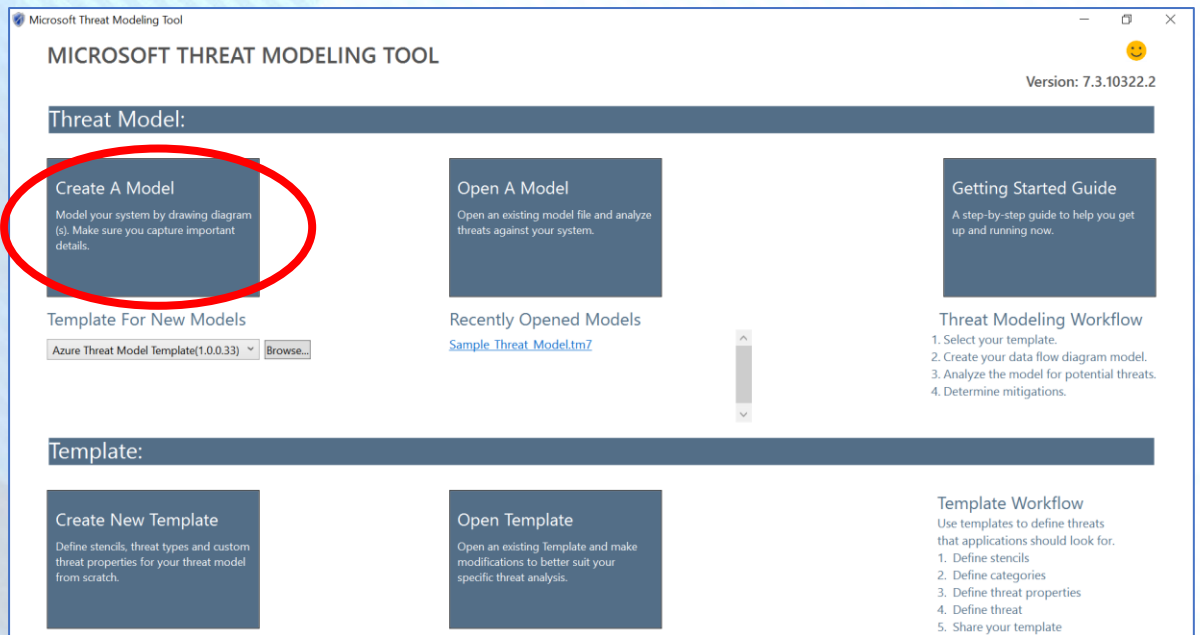 Microsoft Threat Modeling Tool
MICROSOFT THREAT MODELING TOOL
Version: 7.3.10322.2
Threat Model:
Create A Model
Model your system by drawing diagram
(s). Make sure you capture important
details.
Open A Model
Open an existing model file and analyze
threats against your system.
Getting Started Guide
A step-by-step guide to help you get
up and running now.
Template For New Models
Azure Threat Model Template(1.0.0.33)
Browse...
Recently Opened Models
Sample Threat Model.tm7
Threat Modeling Workflow
1. Select your template.
2. Create your data flow diagram model.
3. Analyze the model for potential threats.
4. Determine mitigations.
Template:
Create New Template
Define stencils, threat types and custom
threat properties for your threat model
from scratch.
Open Template
Open an existing Template and make
modifications to better suit your
specific threat analysis.
Template Workflow
Use templates to define threats
that applications should look for.
1. Define stencils
2. Define categories
3. Define threat properties
4. Define threat
5. Share your template